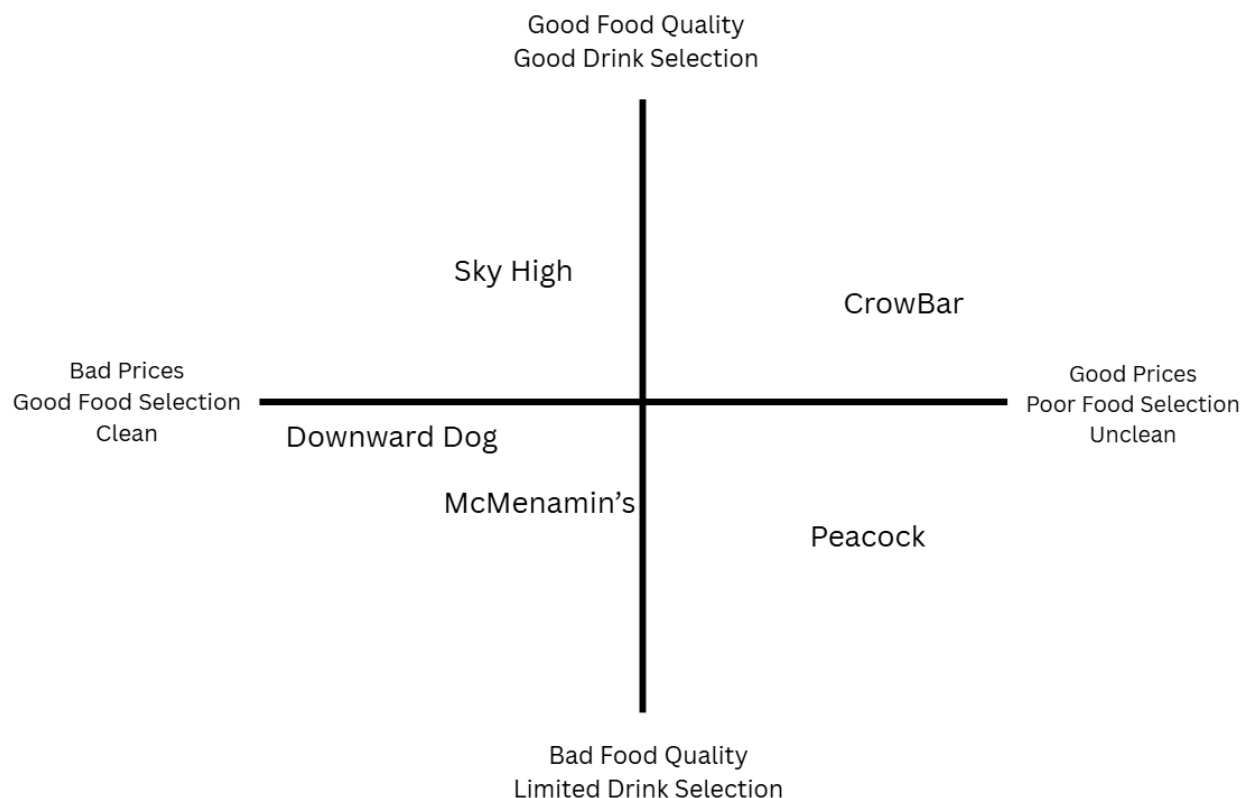 Good Food Quality
Good Drink Selection
Sky High
CrowBar
Bad Prices
Good Food Selection
Clean
Good Prices
Poor Food Selection
Unclean
Downward Dog
McMenamin’s
Peacock
Bad Food Quality
Limited Drink Selection